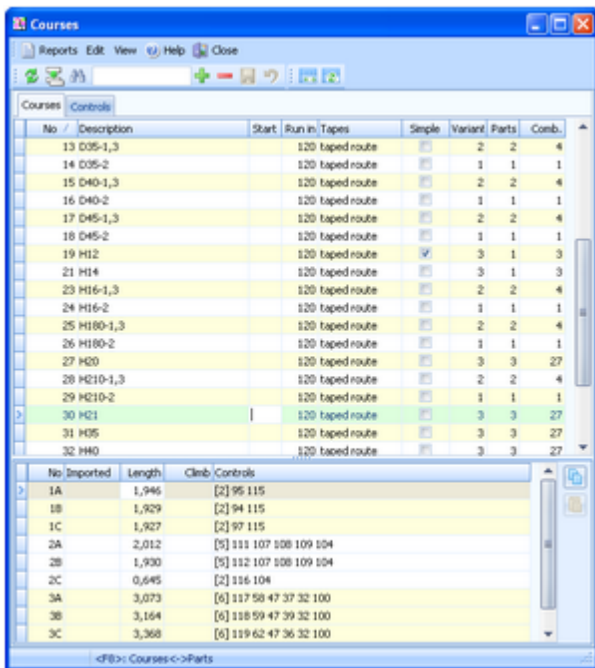 Courses
Reports Edit View Help Close
Courses Controls
No / Description Start Run in Tapes Simple Variant Parts Comb.
13 D35-1,3 120 taped route 2 2 4
14 D35-2 120 taped route 1 1 1
15 D40-1,3 120 taped route 2 2 4
16 D40-2 120 taped route 1 1 1
17 D45-1,3 120 taped route 2 2 4
18 D45-2 120 taped route 1 1 1
19 H12 120 taped route 3 1 3
21 H14 120 taped route 3 1 3
23 H16-1,3 120 taped route 2 2 4
24 H16-2 120 taped route 1 1 1
25 H180-1,3 120 taped route 2 2 4
26 H180-2 120 taped route 1 1 1
27 H20 120 taped route 3 3 27
28 H210-1,3 120 taped route 2 2 4
29 H210-2 120 taped route 1 1 1
30 H21 120 taped route 3 3 27
31 H35 120 taped route 3 3 27
32 H40 120 taped route 3 3 27
No Imported Length Climb Controls
1A 1,946 [2] 95 115
1B 1,929 [2] 94 115
1C 1,927 [2] 97 115
2A 2,012 [5] 111 107 108 109 104
2B 1,930 [5] 112 107 108 109 104
2C 0,645 [2] 116 104
3A 3,073 [6] 117 58 47 37 32 100
3B 3,164 [6] 118 59 47 39 32 100
3C 3,368 [6] 119 62 47 36 32 100
<F8>: Courses<->Parts